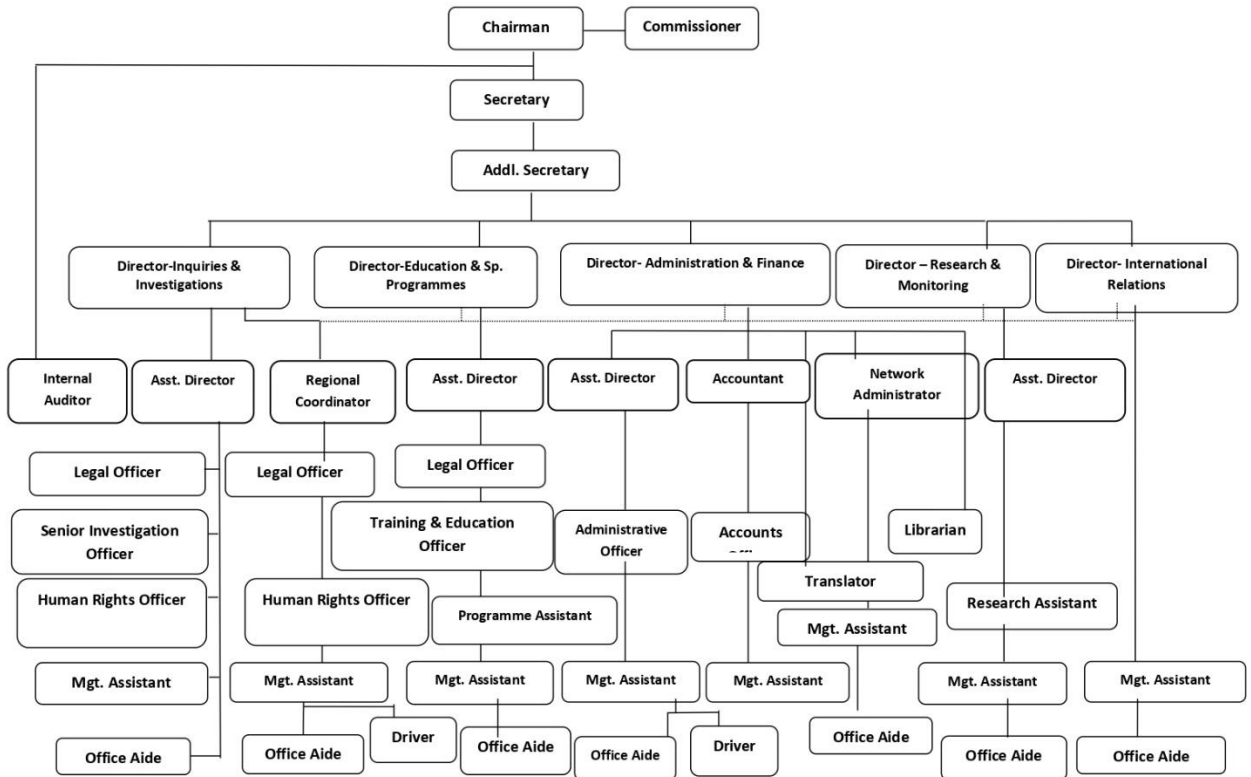 Chairman
Commissioner
Secretary
Addl. Secretary
Director-Inquiries &
Investigations
Director-Education & Sp.
Programmes
Director- Administration & Finance
Director – Research &
Monitoring
Director- International
Relations
Internal
Auditor
Asst. Director
Regional
Coordinator
Asst. Director
Asst. Director
Accountant
Network
Administrator
Asst. Director
Legal Officer
Legal Officer
Legal Officer
Senior Investigation
Officer
Training & Education
Officer
Administrative
Officer
Accounts
Librarian
Human Rights Officer
Human Rights Officer
Programme Assistant
Translator
Mgt. Assistant
Research Assistant
Mgt. Assistant
Mgt. Assistant
Mgt. Assistant
Mgt. Assistant
Mgt. Assistant
Mgt. Assistant
Mgt. Assistant
Office Aide
Office Aide
Driver
Office Aide
Office Aide
Driver
Office Aide
Office Aide
Office Aide